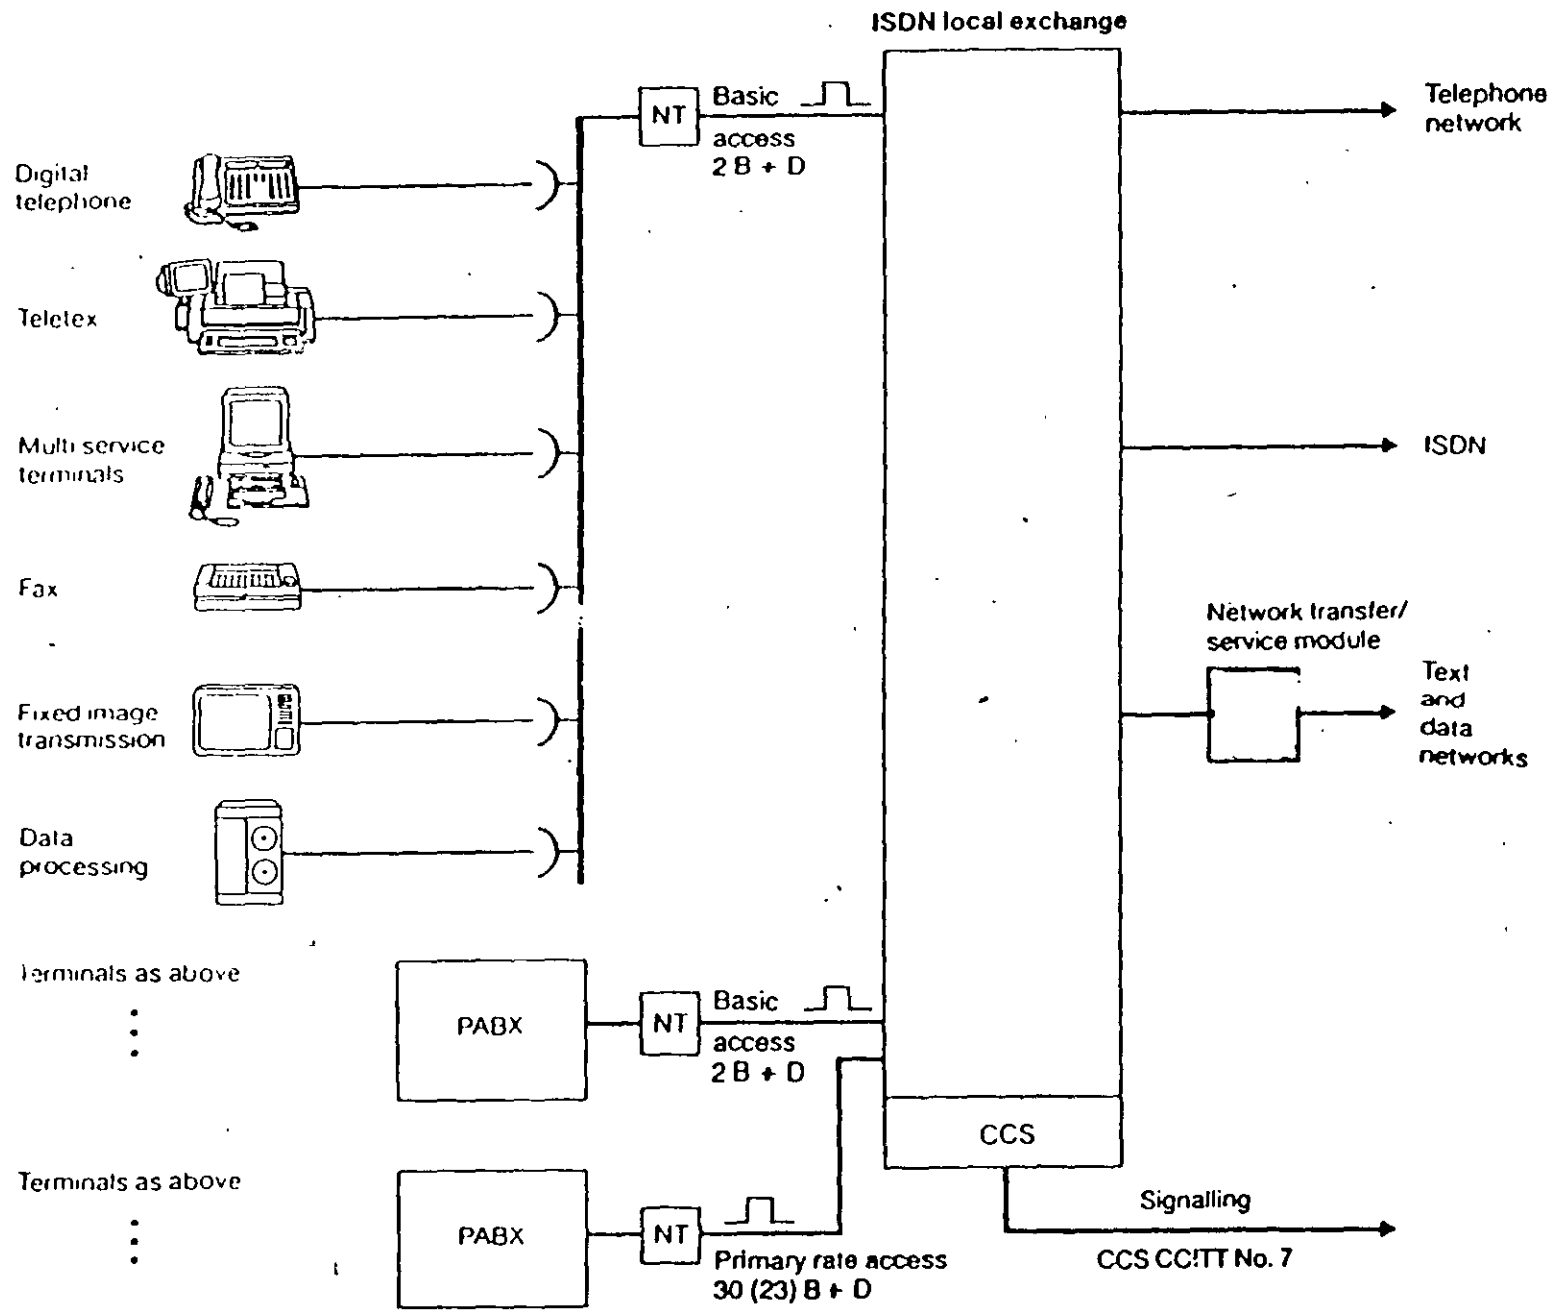 ISDN local exchange
NT
Basic
access
2 B + D
Telephone
network
Digital
telephone
Teletex
Multi service
terminals
ISDN
Fax
Network transfer/
service module
Text
and
data
networks
Fixed image
transmission
Data
processing
Terminals as above
PABX
NT
Basic
access
2 B + D
CCS
Terminals as above
PABX
NT
Primary rate access
30 (23) B + D
Signalling
CCS CCITT No. 7